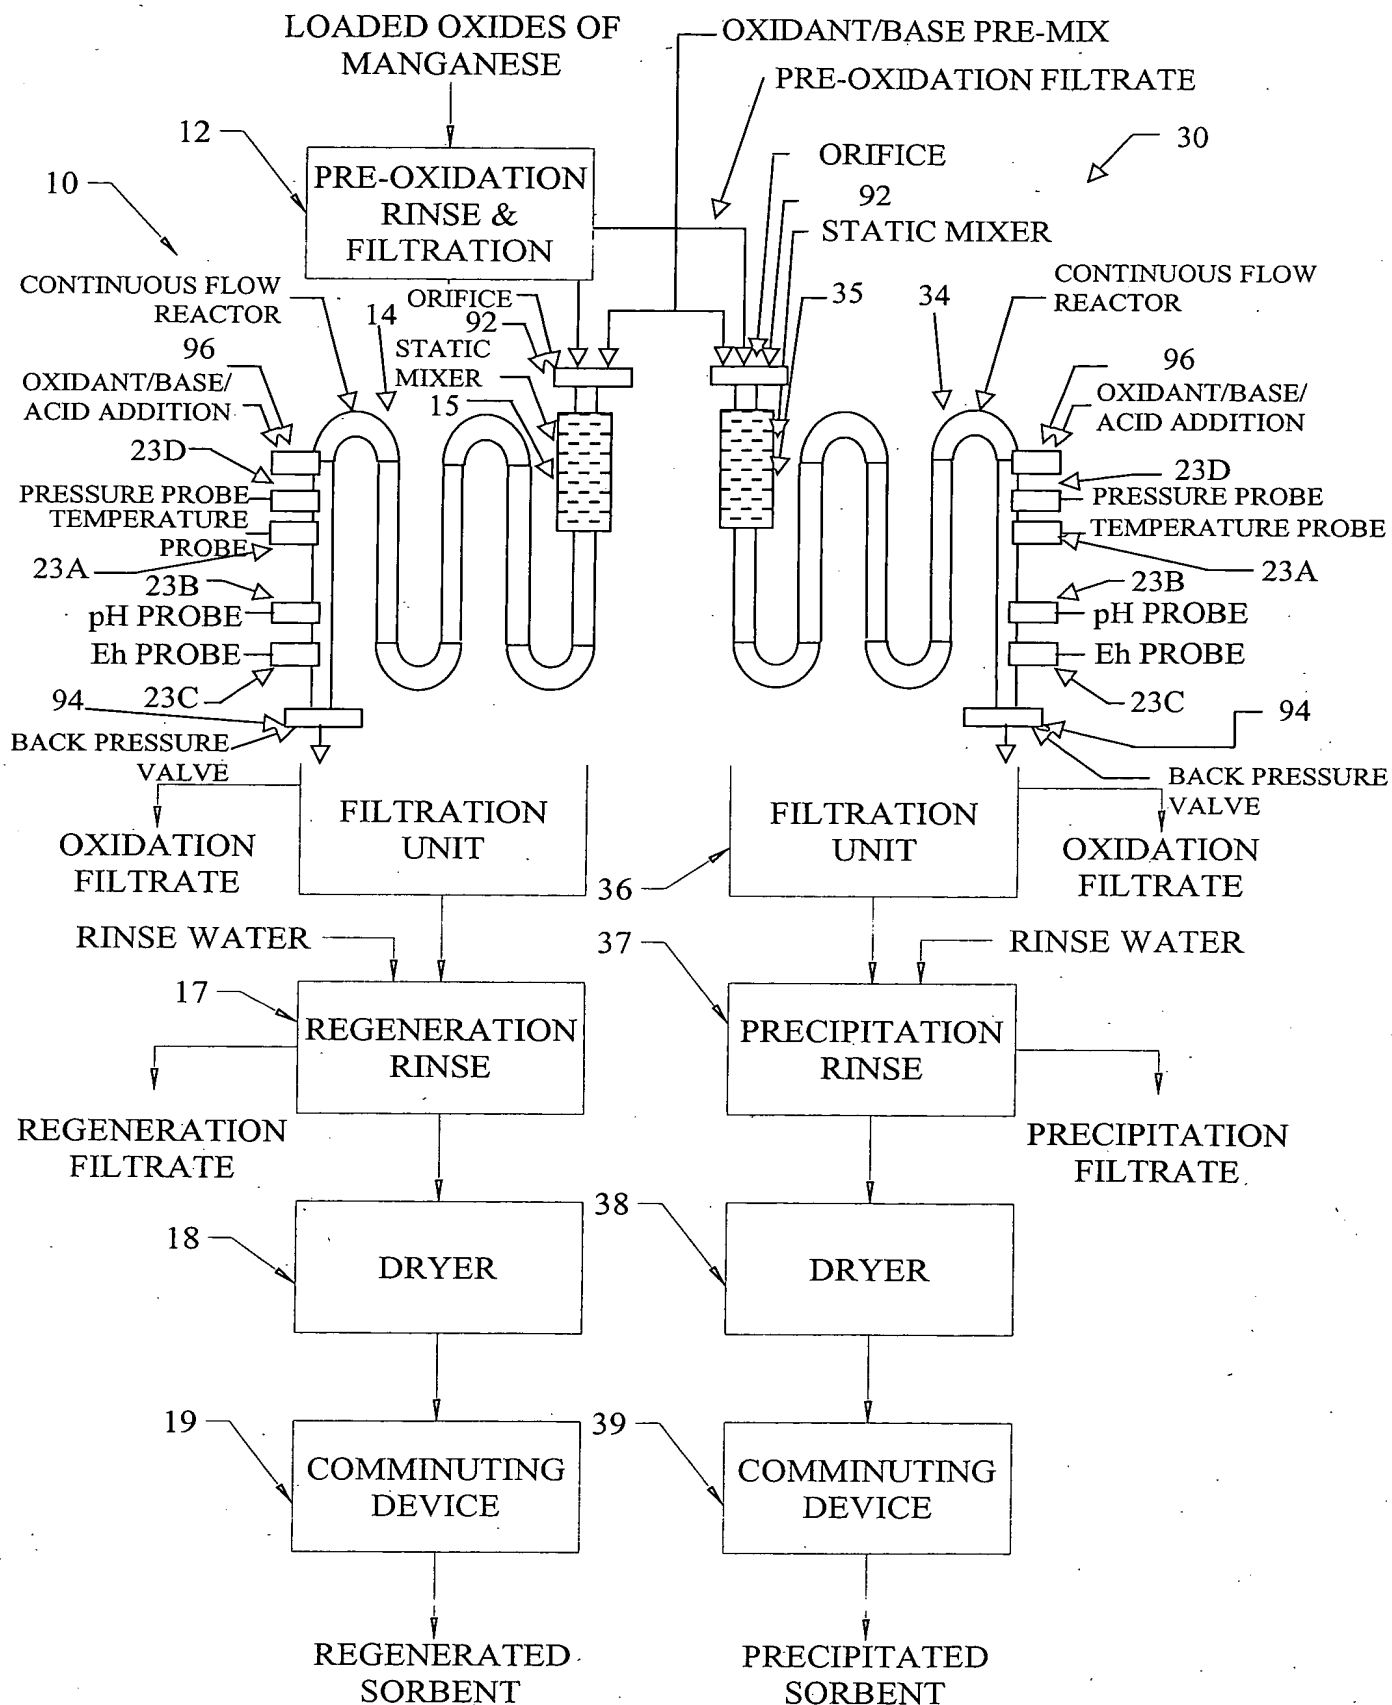 LOADED OXIDES OF
MANGANESE
OXIDANT/BASE PRE-MIX
PRE-OXIDATION FILTRATE
12
PRE-OXIDATION
RINSE &
FILTRATION
ORIFICE
92
STATIC MIXER
30
10
CONTINUOUS FLOW
REACTOR
14
ORIFICE
92
STATIC
MIXER
15
35
34
CONTINUOUS FLOW
REACTOR
96
OXIDANT/BASE/
ACID ADDITION
23D
PRESSURE PROBE
TEMPERATURE
PROBE
23A
23B
pH PROBE
Eh PROBE
23C
94
BACK PRESSURE
VALVE
96
OXIDANT/BASE/
ACID ADDITION
23D
PRESSURE PROBE
TEMPERATURE PROBE
23A
23B
pH PROBE
Eh PROBE
23C
94
BACK PRESSURE
VALVE
FILTRATION
UNIT
OXIDATION
FILTRATE
36
FILTRATION
UNIT
OXIDATION
FILTRATE
RINSE WATER
37
RINSE WATER
17
REGENERATION
RINSE
PRECIPITATION
RINSE
REGENERATION
FILTRATE
PRECIPITATION
FILTRATE
18
DRYER
38
DRYER
19
COMMINUTING
DEVICE
39
COMMINUTING
DEVICE
REGENERATED
SORBENT
PRECIPITATED
SORBENT